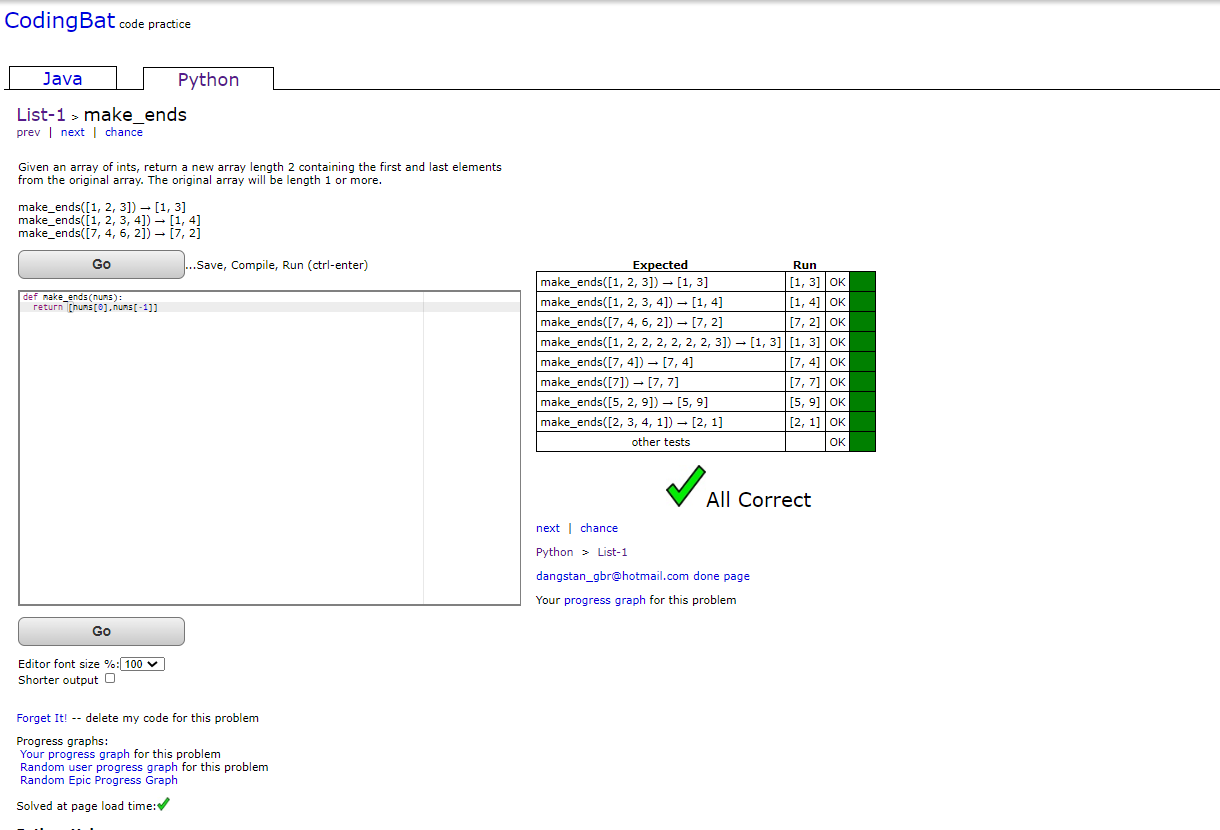 CodingBat code practice
Java
Python
List-1 > make_ends
prev | next | chance
Given an array of ints, return a new array length 2 containing the first and last elements
from the original array. The original array will be length 1 or more.
make_ends([1, 2, 3]) → [1, 3]
make_ends([1, 2, 3, 4]) → [1, 4]
make_ends([7, 4, 6, 2]) → [7, 2]
Go ...Save, Compile, Run (ctrl-enter)
def make_ends(nums):
return [nums[0],nums[-1]]
Expected Run
make_ends([1, 2, 3]) → [1, 3] [1, 3] OK
make_ends([1, 2, 3, 4]) → [1, 4] [1, 4] OK
make_ends([7, 4, 6, 2]) → [7, 2] [7, 2] OK
make_ends([1, 2, 2, 2, 2, 2, 2, 3]) → [1, 3] [1, 3] OK
make_ends([7, 4]) → [7, 4] [7, 4] OK
make_ends([7]) → [7, 7] [7, 7] OK
make_ends([5, 2, 9]) → [5, 9] [5, 9] OK
make_ends([2, 3, 4, 1]) → [2, 1] [2, 1] OK
other tests OK
All Correct
next | chance
Python > List-1
dangstan_gbr@hotmail.com done page
Your progress graph for this problem
Go
Editor font size %: 100
Shorter output
Forget It! -- delete my code for this problem
Progress graphs:
Your progress graph for this problem
Random user progress graph for this problem
Random Epic Progress Graph
Solved at page load time: